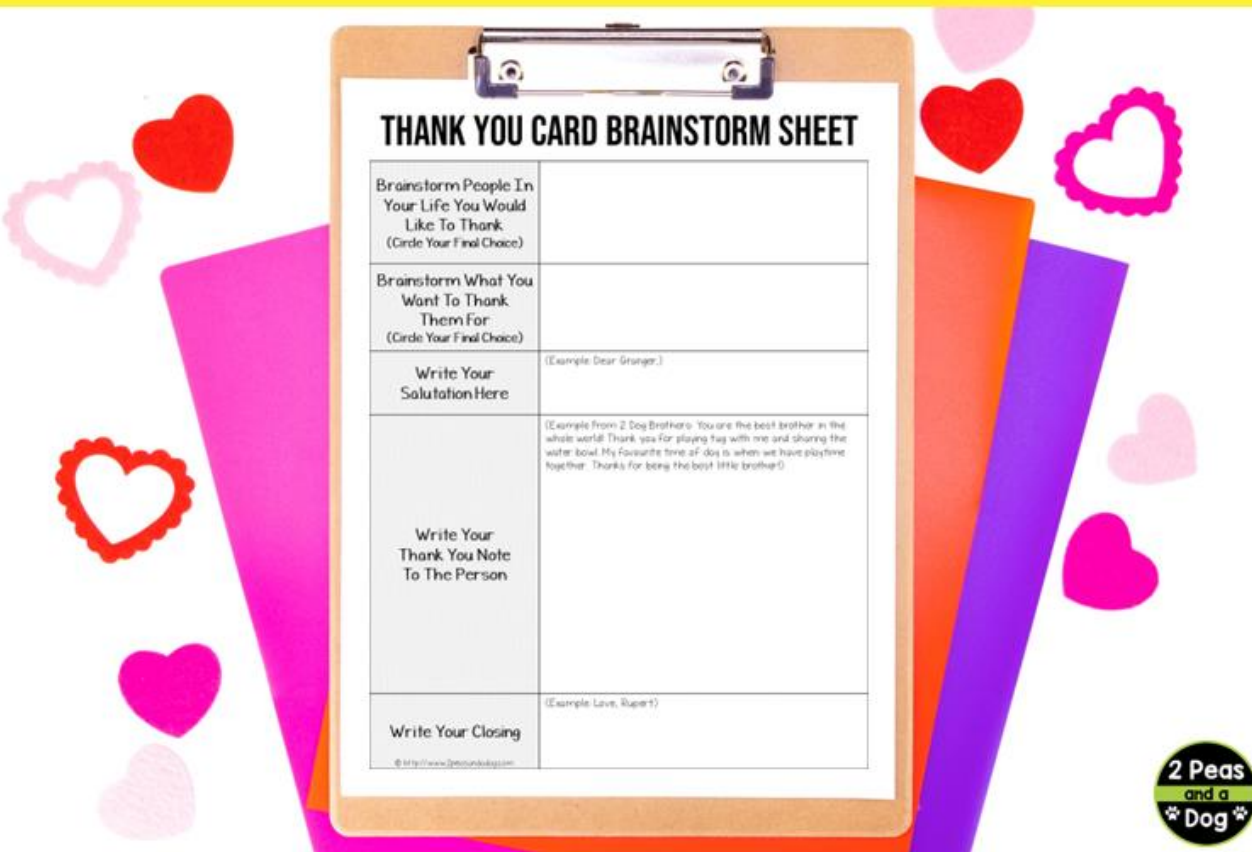 THANK YOU CARD BRAINSTORM SHEET
Brainstorm People In
Your Life You Would
Like To Thank
(Circle Your Final Choice)
Brainstorm What You
Want To Thank
Them For
(Circle Your Final Choice)
Write Your
Salutation Here
(Example: Dear Granger,)
Write Your
Thank You Note
To The Person
(Example From 2 Dog Brothers: You are the best brother in the
whole world! Thank you for playing tug with me and sharing the
water bowl. My favourite time of day is when we have playtime
together. Thanks for being the best little brother!)
Write Your Closing
© http://www.2peasandadog.com
(Example: Love, Rupert)
2 Peas
and a
Dog